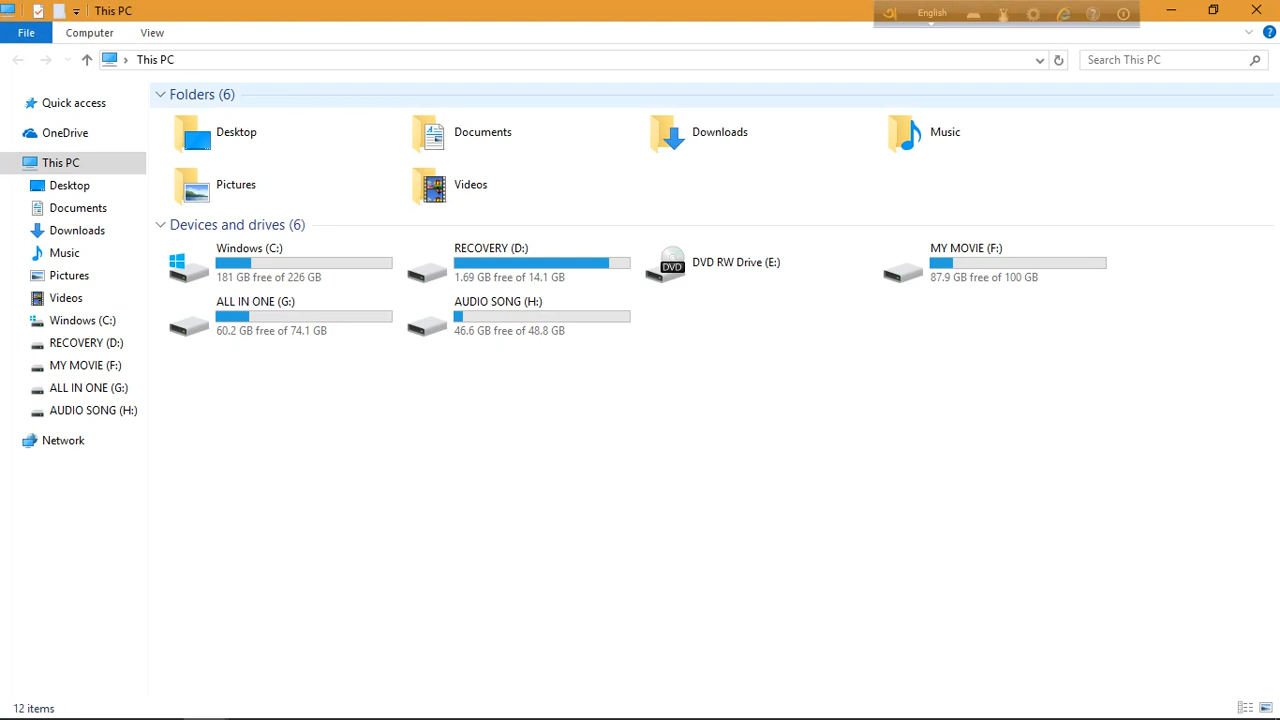 This PC
English
File
Computer
View
This PC
Search This PC
Quick access
OneDrive
This PC
Desktop
Documents
Downloads
Music
Pictures
Videos
Windows (C:)
RECOVERY (D:)
MY MOVIE (F:)
ALL IN ONE (G:)
AUDIO SONG (H:)
Network
Folders (6)
Desktop
Documents
Downloads
Music
Pictures
Videos
Devices and drives (6)
Windows (C:)
181 GB free of 226 GB
RECOVERY (D:)
1.69 GB free of 14.1 GB
DVD
DVD RW Drive (E:)
MY MOVIE (F:)
87.9 GB free of 100 GB
ALL IN ONE (G:)
60.2 GB free of 74.1 GB
AUDIO SONG (H:)
46.6 GB free of 48.8 GB
12 items